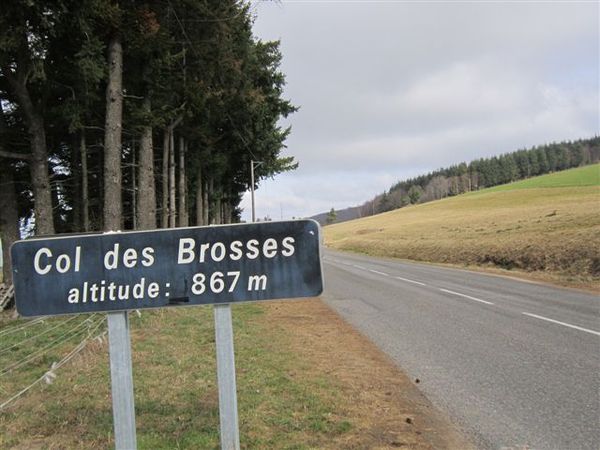 Col des Brosses
altitude: 867 m